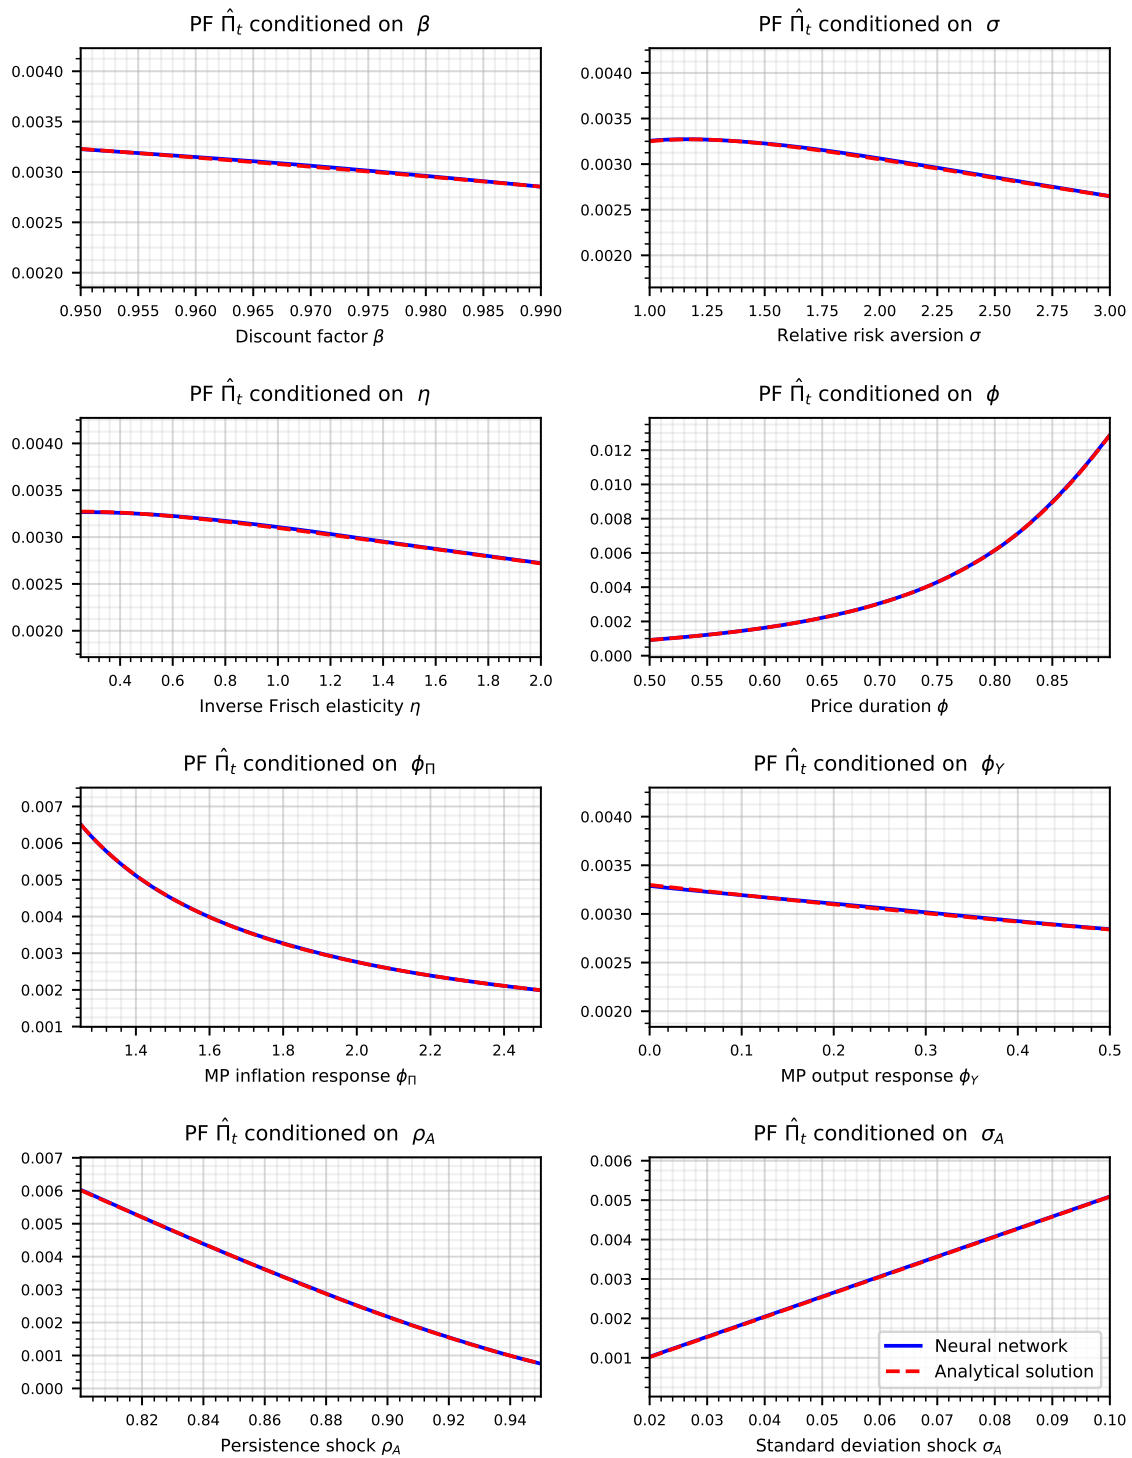 PF Π̂ₜ conditioned on β
0.0040
0.0035
0.0030
0.0025
0.0020
0.950 0.955 0.960 0.965 0.970 0.975 0.980 0.985 0.990
Discount factor β
PF Π̂ₜ conditioned on σ
0.0040
0.0035
0.0030
0.0025
0.0020
1.00 1.25 1.50 1.75 2.00 2.25 2.50 2.75 3.00
Relative risk aversion σ
PF Π̂ₜ conditioned on η
0.0040
0.0035
0.0030
0.0025
0.0020
0.4 0.6 0.8 1.0 1.2 1.4 1.6 1.8 2.0
Inverse Frisch elasticity η
PF Π̂ₜ conditioned on ϕ
0.012
0.010
0.008
0.006
0.004
0.002
0.000
0.50 0.55 0.60 0.65 0.70 0.75 0.80 0.85
Price duration ϕ
PF Π̂ₜ conditioned on ϕ_Π
0.007
0.006
0.005
0.004
0.003
0.002
0.001
1.4 1.6 1.8 2.0 2.2 2.4
MP inflation response ϕ_Π
PF Π̂ₜ conditioned on ϕ_Y
0.0040
0.0035
0.0030
0.0025
0.0020
0.0 0.1 0.2 0.3 0.4 0.5
MP output response ϕ_Y
PF Π̂ₜ conditioned on ρ_A
0.007
0.006
0.005
0.004
0.003
0.002
0.001
0.000
0.82 0.84 0.86 0.88 0.90 0.92 0.94
Persistence shock ρ_A
PF Π̂ₜ conditioned on σ_A
0.006
0.005
0.004
0.003
0.002
0.001
Neural network
Analytical solution
0.02 0.03 0.04 0.05 0.06 0.07 0.08 0.09 0.10
Standard deviation shock σ_A